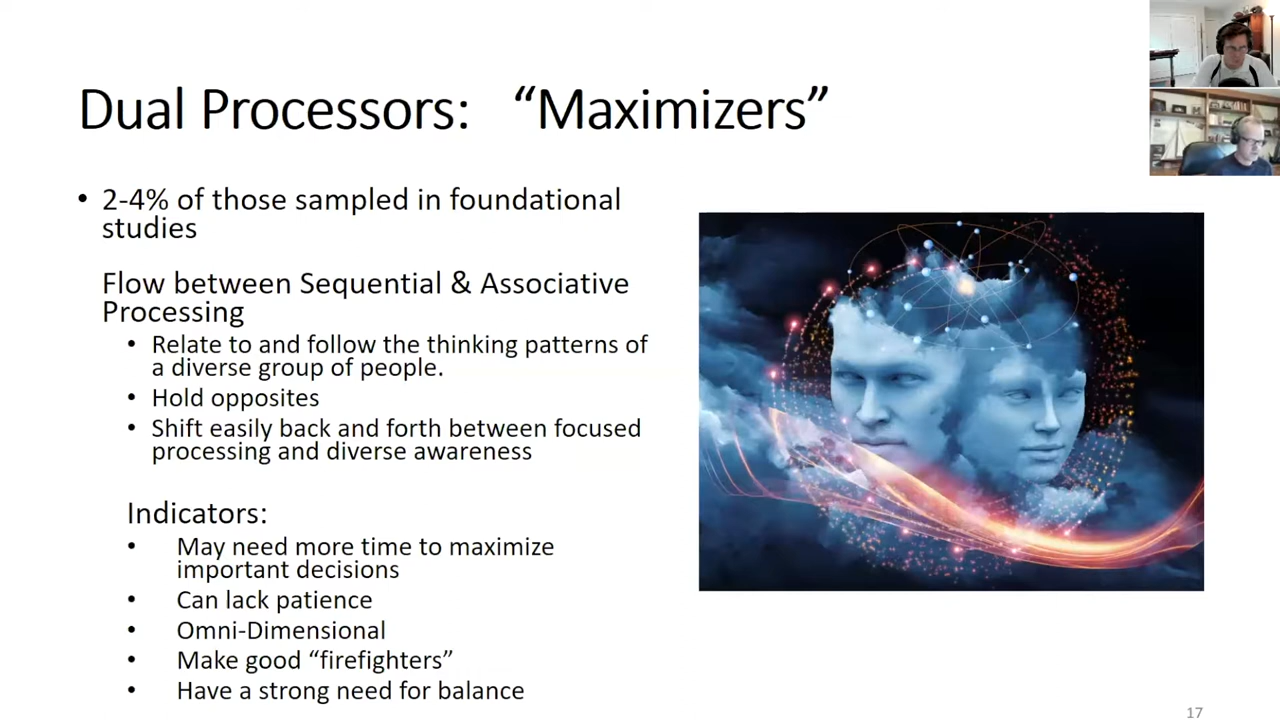 Dual Processors: “Maximizers”
• 2-4% of those sampled in foundational
studies
Flow between Sequential & Associative
Processing
• Relate to and follow the thinking patterns of
a diverse group of people.
• Hold opposites
• Shift easily back and forth between focused
processing and diverse awareness
Indicators:
• May need more time to maximize
important decisions
• Can lack patience
• Omni-Dimensional
• Make good “firefighters”
• Have a strong need for balance
17